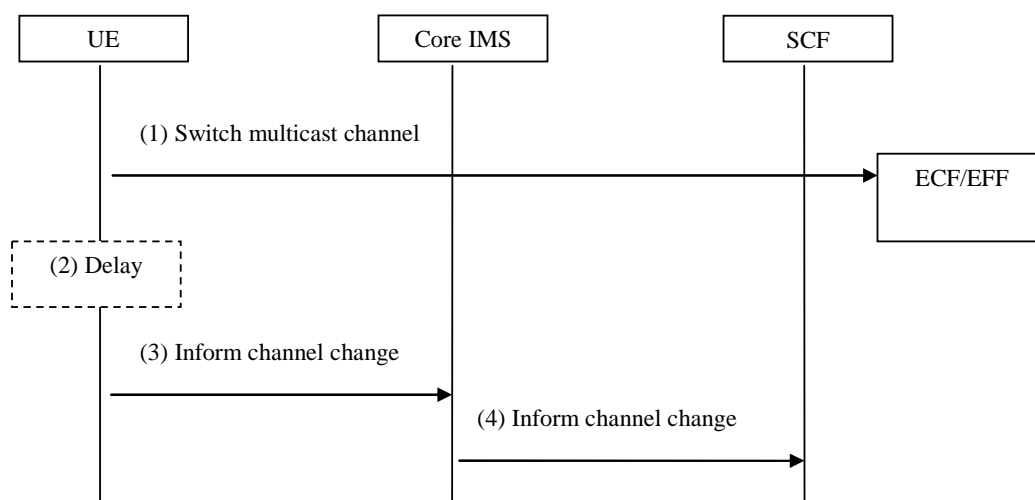 UE
Core IMS
SCF
(1) Switch multicast channel
ECF/EFF
(2) Delay
(3) Inform channel change
(4) Inform channel change